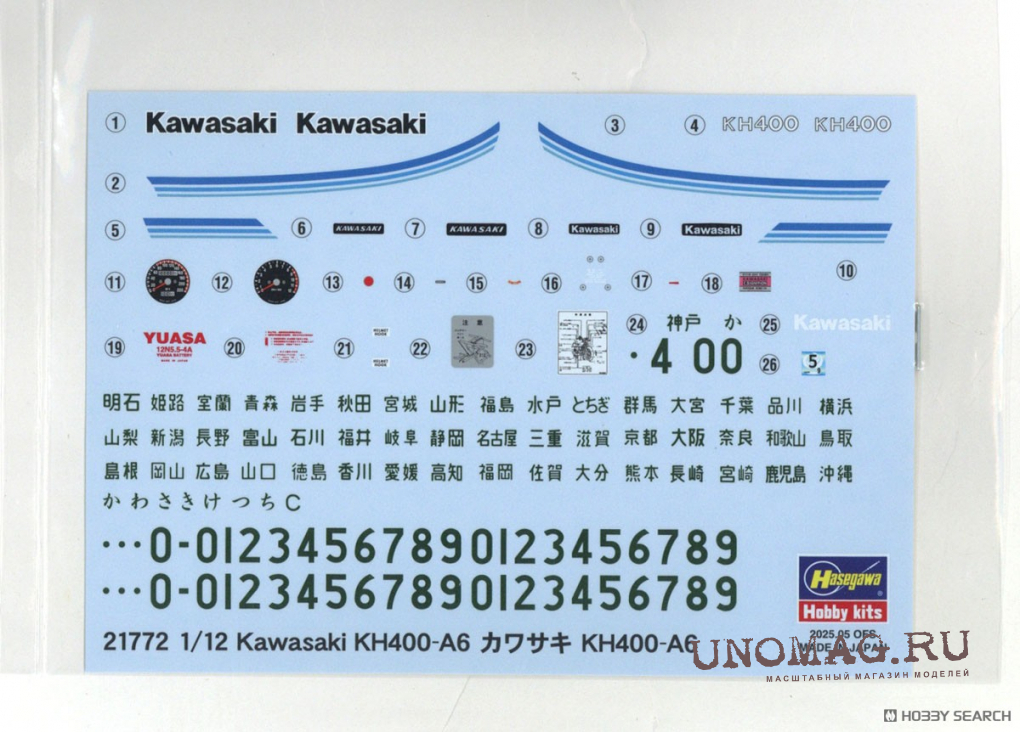 ① Kawasaki Kawasaki ③ ④ KH400 KH400
②
⑤ ⑥ KAWASAKI ⑦ KAWASAKI ⑧ Kawasaki ⑨ Kawasaki
⑩
⑪ ⑫ ⑬ ⑭ ⑮ ⑯ ⑰ ⑱
㉔ 神戸 か ㉕ Kawasaki
・4 00
⑲ YUASA
12N5.5-4A
YUASA BATTERY
⑳ ㉑ ㉒ 注意 ㉓
㉖ 5
明石 姫路 室蘭 青森 岩手 秋田 宮城 山形 福島 水戸 とちぎ 群馬 大宮 千葉 品川 横浜
山梨 新潟 長野 富山 石川 福井 岐阜 静岡 名古屋 三重 滋賀 京都 大阪 奈良 和歌山 鳥取
島根 岡山 広島 山口 徳島 香川 愛媛 高知 福岡 佐賀 大分 熊本 長崎 宮崎 鹿児島 沖縄
かわさきけつちC
・・・0-01234567890123456789
・・・0-01234567890123456789
Hasegawa
Hobby kits
21772 1/12 Kawasaki KH400-A6 カワサキ KH400-A6
2025.05 OFS
MADE IN JAPAN
UNOMAG.RU
МАСШТАБНЫЙ МАГАЗИН МОДЕЛЕЙ
HOBBY SEARCH